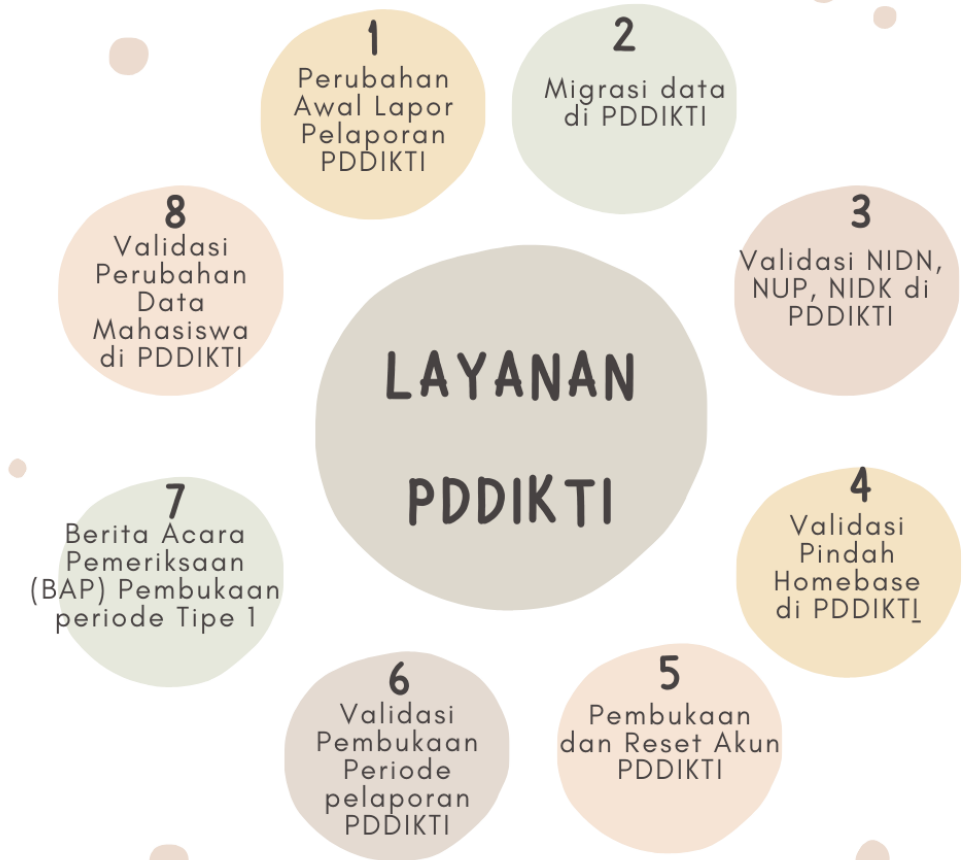 LAYANAN
PDDIKTI
1
Perubahan
Awal Lapor
Pelaporan
PDDIKTI
2
Migrasi data
di PDDIKTI
3
Validasi NIDN,
NUP, NIDK di
PDDIKTI
4
Validasi
Pindah
Homebase
di PDDIKTI
5
Pembukaan
dan Reset Akun
PDDIKTI
6
Validasi
Pembukaan
Periode
pelaporan
PDDIKTI
7
Berita Acara
Pemeriksaan
(BAP) Pembukaan
periode Tipe 1
8
Validasi
Perubahan
Data
Mahasiswa
di PDDIKTI